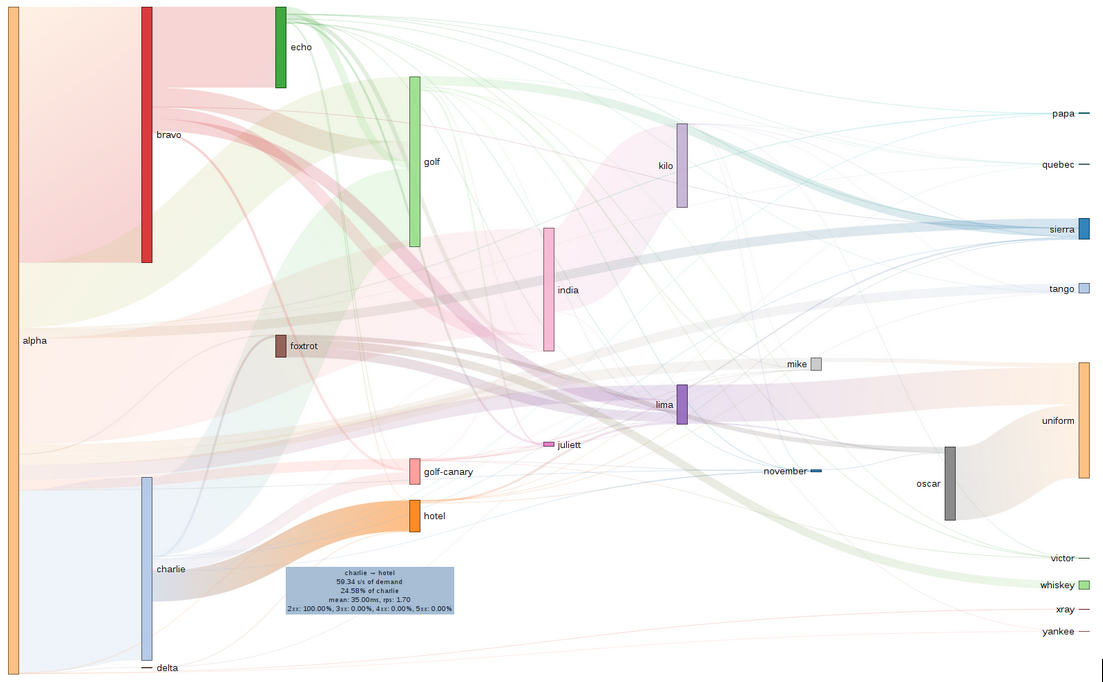 echo
papa
bravo
golf
kilo
quebec
sierra
india
tango
alpha
foxtrot
mike
lima
uniform
juliett
golf-canary
november
oscar
hotel
victor
charlie
charlie → hotel
59.34 s/s of demand
24.58% of charlie
mean: 35.00ms, rps: 1.70
2xx: 100.00%, 3xx: 0.00%, 4xx: 0.00%, 5xx: 0.00%
whiskey
xray
yankee
delta